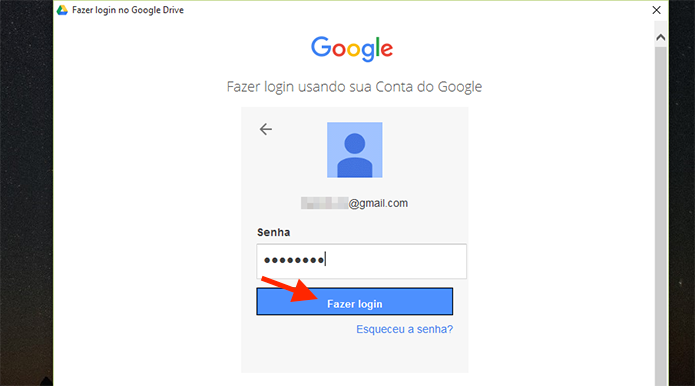 Fazer login no Google Drive
Google
Fazer login usando sua Conta do Google
@gmail.com
Senha
Fazer login
Esqueceu a senha?